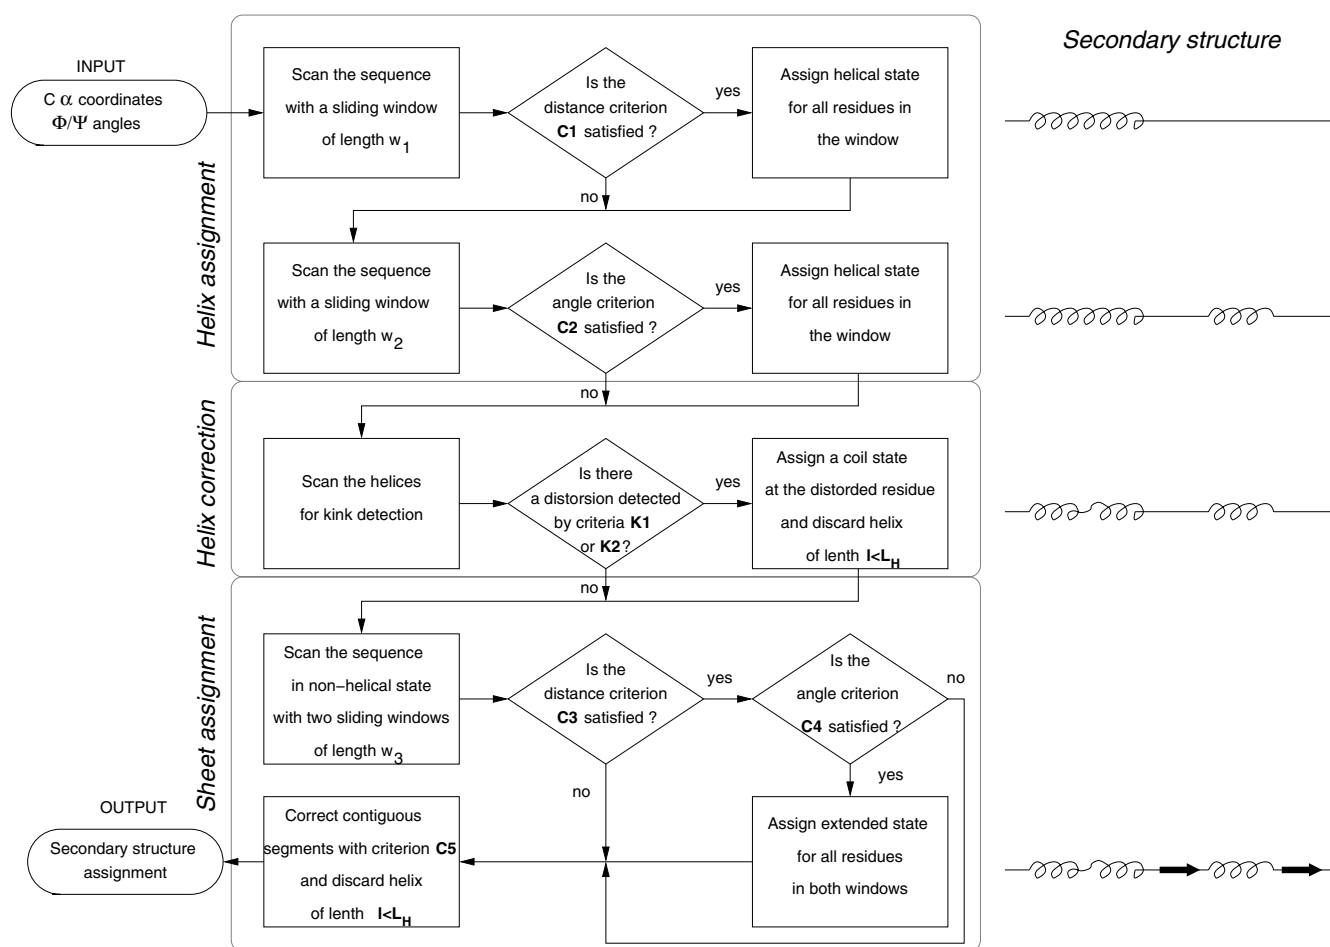 Secondary structure
INPUT
C α coordinates
Φ/Ψ angles
Helix assignment
Scan the sequence
with a sliding window
of length w1
Is the
distance criterion
C1 satisfied ?
yes
no
Assign helical state
for all residues in
the window
Scan the sequence
with a sliding window
of length w2
Is the
angle criterion
C2 satisfied ?
yes
no
Assign helical state
for all residues in
the window
Helix correction
Scan the helices
for kink detection
Is there
a distorsion detected
by criteria K1
or K2?
yes
no
Assign a coil state
at the distorded residue
and discard helix
of lenth l<LH
Sheet assignment
Scan the sequence
in non-helical state
with two sliding windows
of length w3
Is the
distance criterion
C3 satisfied ?
yes
no
Is the
angle criterion
C4 satisfied ?
no
yes
Assign extended state
for all residues
in both windows
Correct contiguous
segments with criterion C5
and discard helix
of lenth l<LH
OUTPUT
Secondary structure
assignment